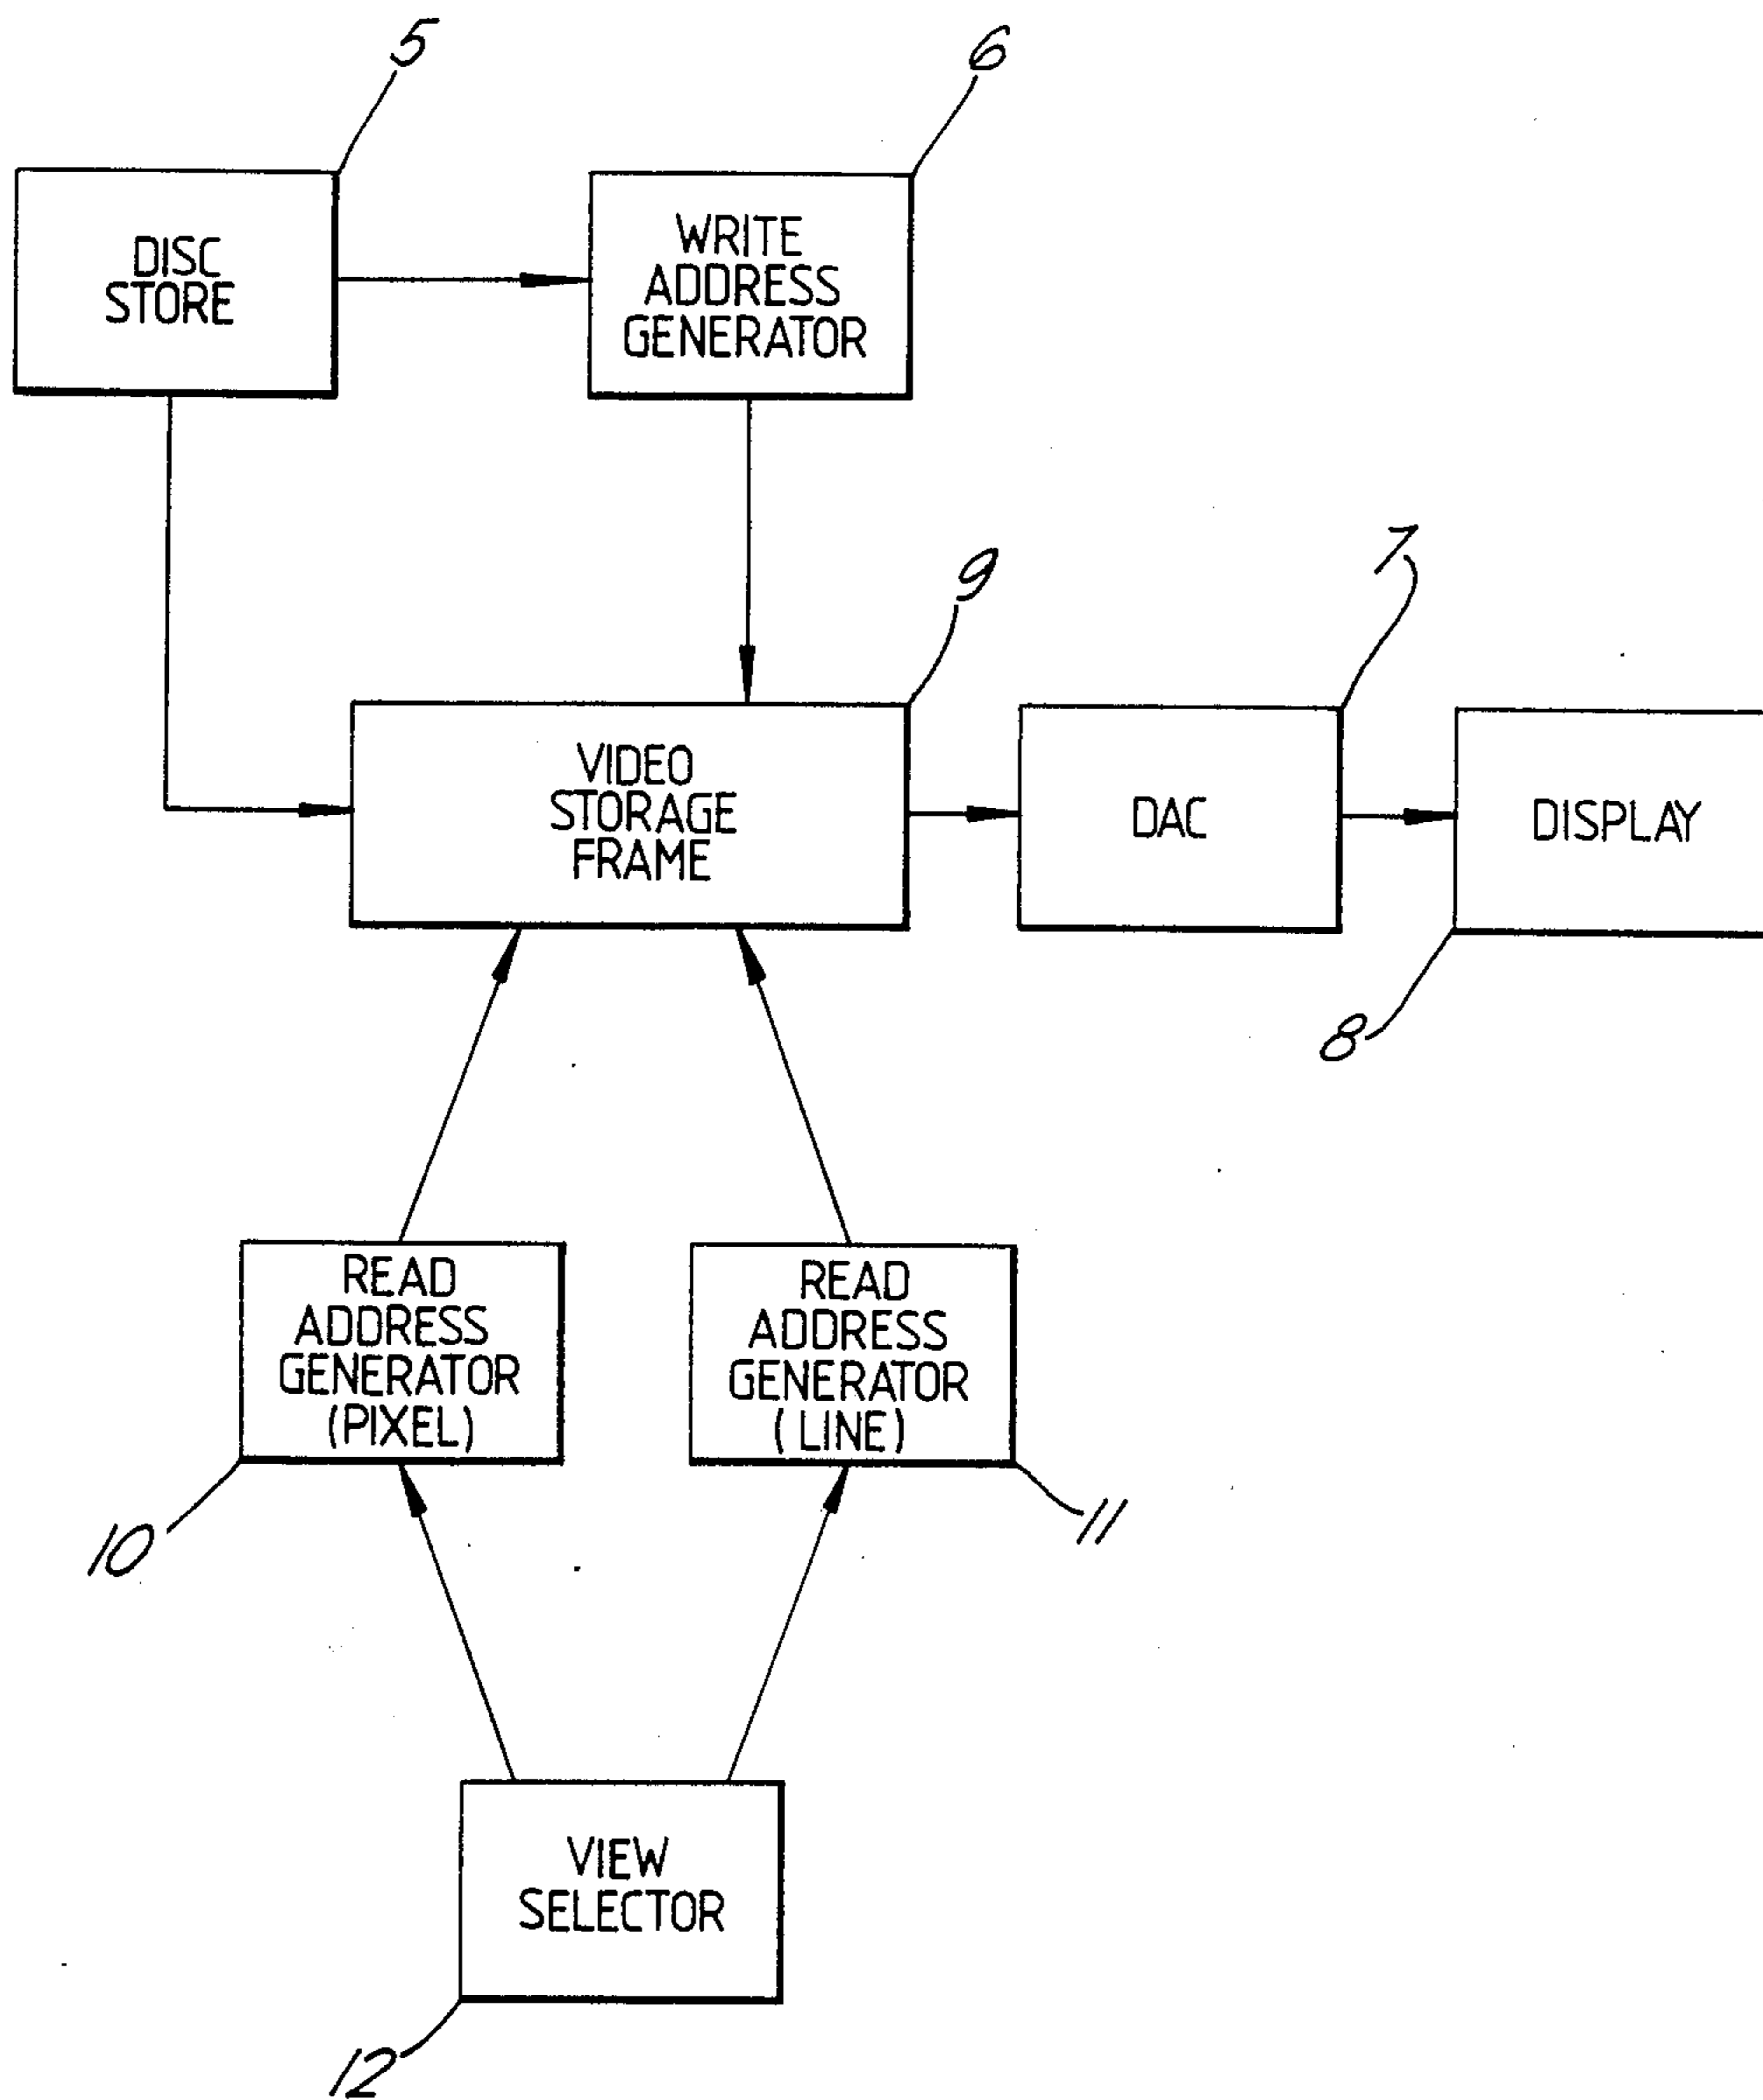 5
6
DISC
STORE
WRITE
ADDRESS
GENERATOR
9
7
VIDEO
STORAGE
FRAME
DAC
DISPLAY
8
READ
ADDRESS
GENERATOR
(PIXEL)
READ
ADDRESS
GENERATOR
(LINE)
10
11
VIEW
SELECTOR
12